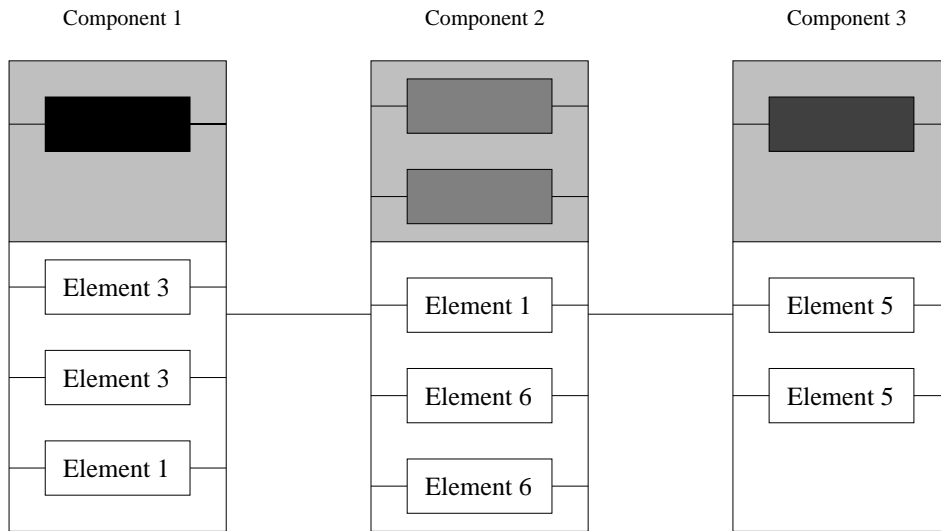 Component 1
Component 2
Component 3
Element 3
Element 3
Element 1
Element 1
Element 6
Element 6
Element 5
Element 5